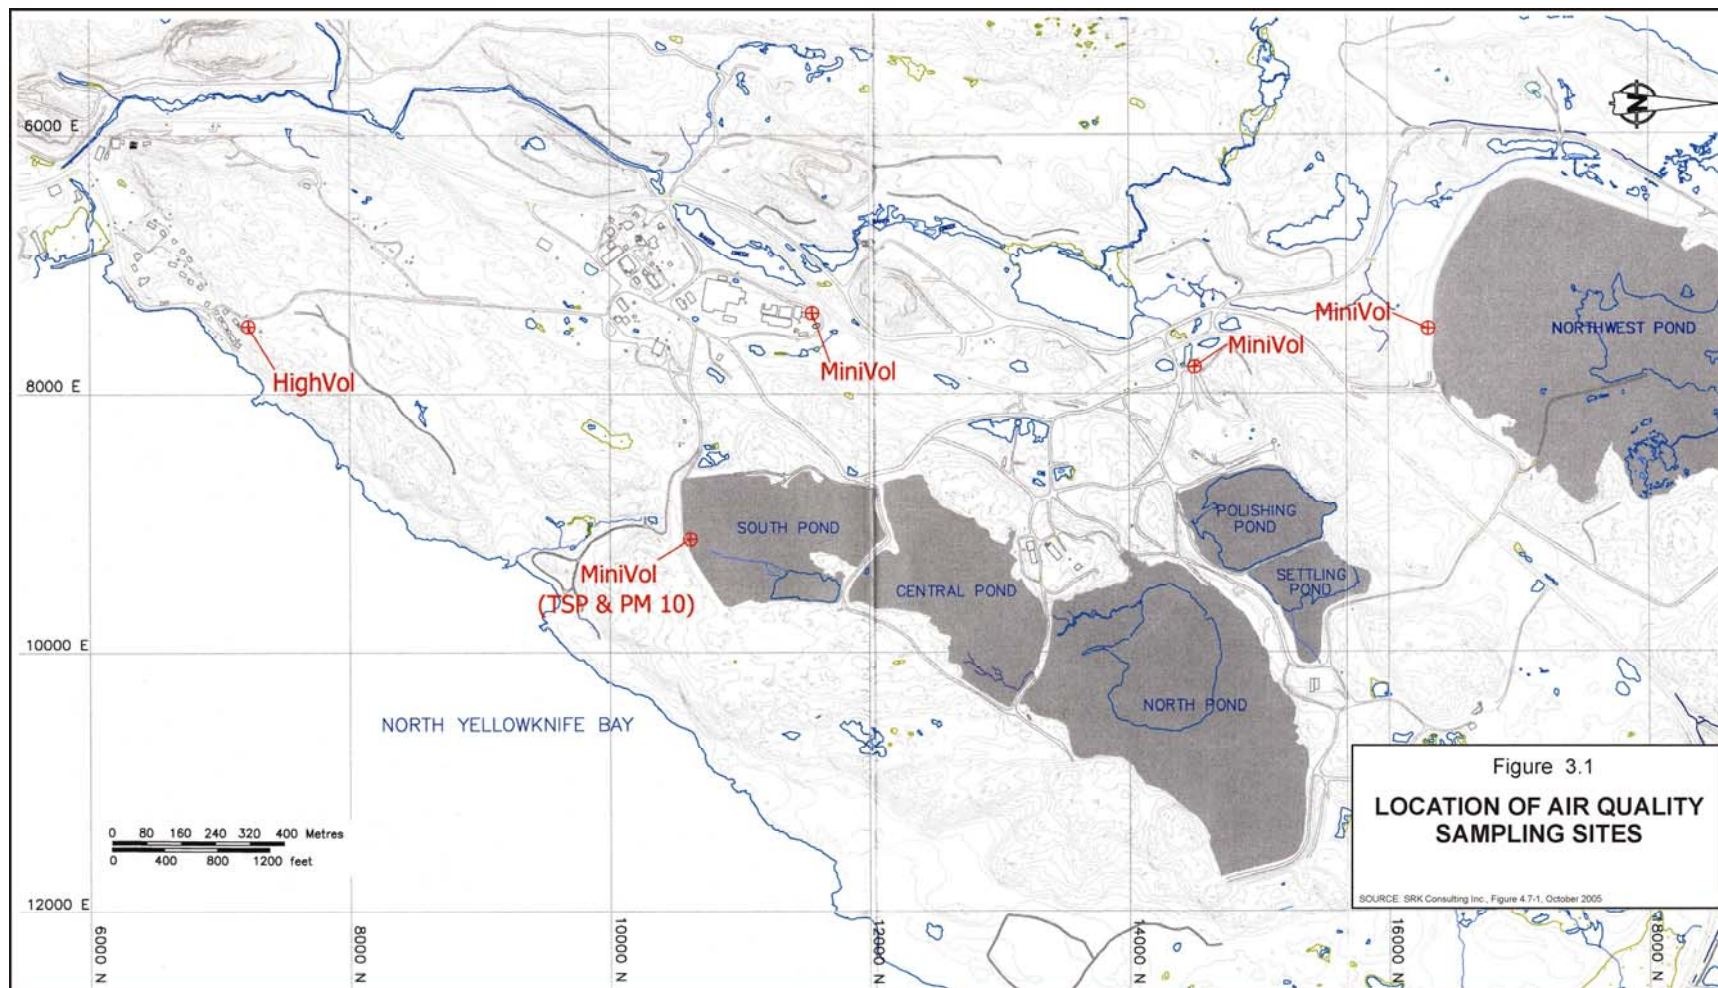 6000 E
N
MiniVol
NORTHWEST POND
HighVol
MiniVol
MiniVol
8000 E
SOUTH POND
POLISHING
POND
MiniVol
(TSP & PM 10)
CENTRAL POND
SETTLING
POND
10000 E
NORTH YELLOWKNIFE BAY
NORTH POND
Figure 3.1
LOCATION OF AIR QUALITY
SAMPLING SITES
SOURCE: SRK Consulting Inc., Figure 4.7-1, October 2005
0 80 160 240 320 400 Metres
0 400 800 1200 feet
12000 E
6000 N
8000 N
10000 N
12000 N
14000 N
16000 N
18000 N